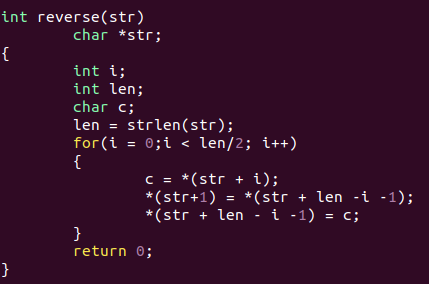 int reverse(str)
        char *str;
{
        int i;
        int len;
        char c;
        len = strlen(str);
        for(i = 0;i < len/2; i++)
        {
                c = *(str + i);
                *(str+1) = *(str + len -i -1);
                *(str + len - i -1) = c;
        }
        return 0;
}